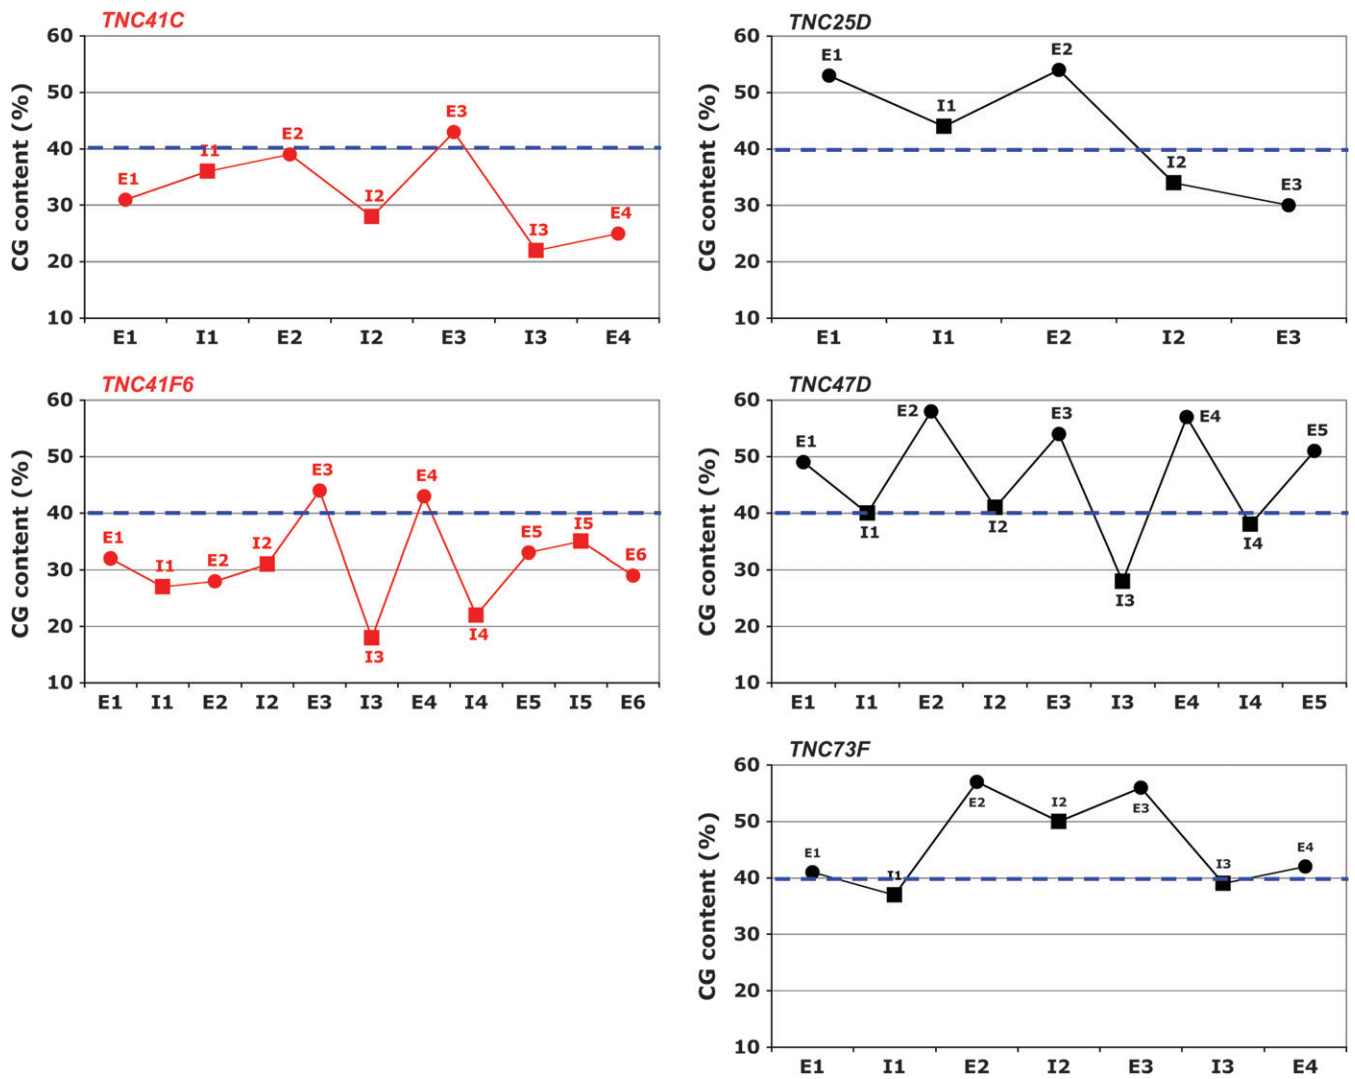 TNC41C
CG content (%)
60
50
40
30
20
10
E1
I1
E2
I2
E3
I3
E4
E1 I1 E2 I2 E3 I3 E4
TNC25D
CG content (%)
60
50
40
30
20
10
E1
I1
E2
I2
E3
E1 I1 E2 I2 E3
TNC41F6
CG content (%)
60
50
40
30
20
10
E1
I1
E2
I2
E3
I3
E4
I4
E5
I5
E6
E1 I1 E2 I2 E3 I3 E4 I4 E5 I5 E6
TNC47D
CG content (%)
60
50
40
30
20
10
E1
I1
E2
I2
E3
I3
E4
I4
E5
E1 I1 E2 I2 E3 I3 E4 I4 E5
TNC73F
CG content (%)
60
50
40
30
20
10
E1
I1
E2
I2
E3
I3
E4
E1 I1 E2 I2 E3 I3 E4